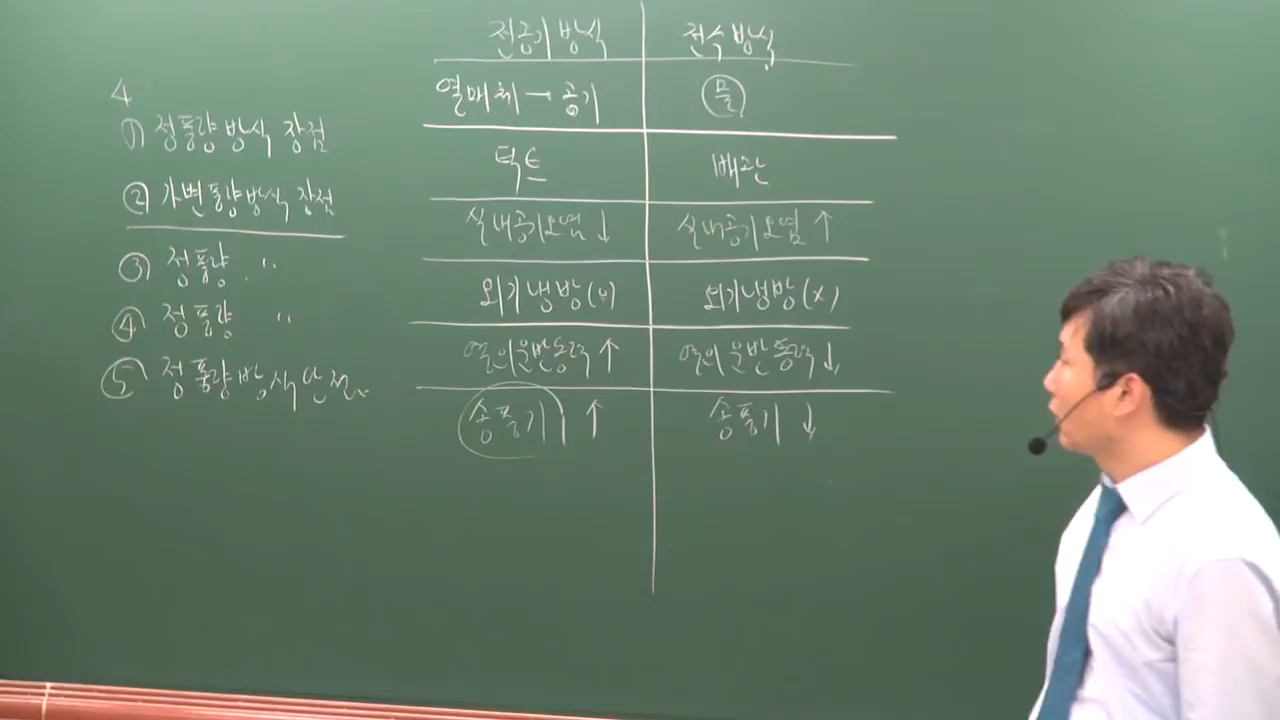 4
① 정풍량방식 장점
② 가변풍량방식 장점
③ 정풍량 〃
④ 정풍량 〃
⑤ 정풍량방식단점
전공기방식 전수방식
열매체→공기 물
덕트 배관
실내공기오염↓ 실내공기오염↑
외기냉방(o) 외기냉방(x)
열의운반동력↑ 열의운반동력↓
송풍기↑ 송풍기↓